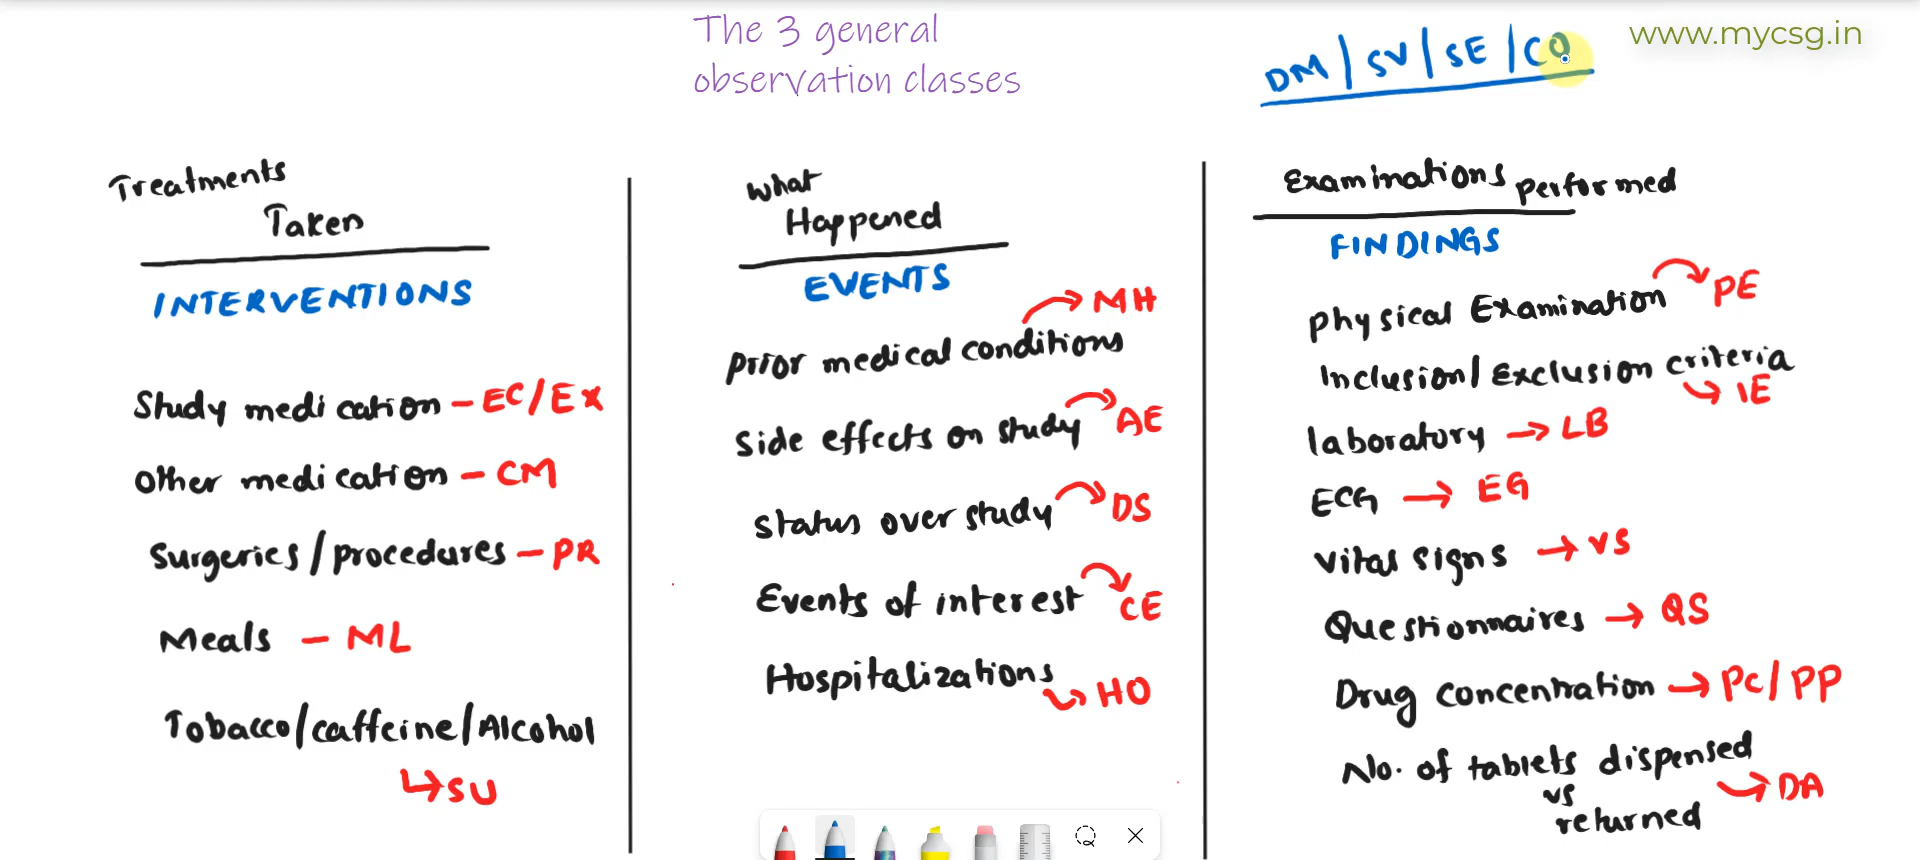 The 3 general
observation classes
DM / SV / SE / CO
www.mycsg.in
Treatments
Taken
INTERVENTIONS
Study medication - EC/EX
Other medication - CM
Surgeries/procedures - PR
Meals - ML
Tobacco/caffeine/Alcohol
↳ SU
What
Happened
EVENTS
Prior medical conditions → MH
Side effects on study → AE
Status over study → DS
Events of interest → CE
Hospitalizations → HO
Examinations performed
FINDINGS
Physical Examination → PE
Inclusion/Exclusion criteria → IE
laboratory → LB
ECG → EG
Vital signs → VS
Questionnaires → QS
Drug concentration → PC/PP
No. of tablets dispensed
vs
returned → DA